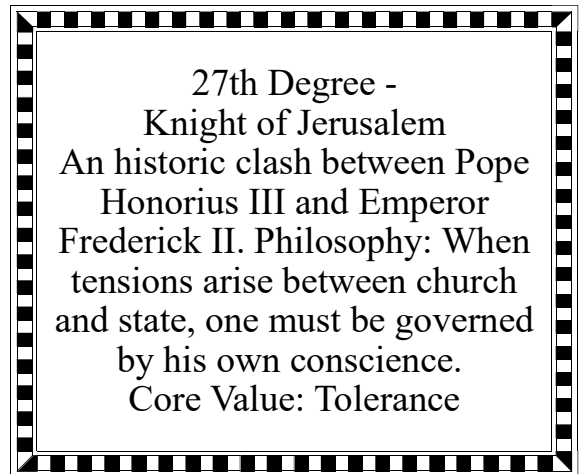 27th Degree -
Knight of Jerusalem
An historic clash between Pope
Honorius III and Emperor
Frederick II. Philosophy: When
tensions arise between church
and state, one must be governed
by his own conscience.
Core Value: Tolerance